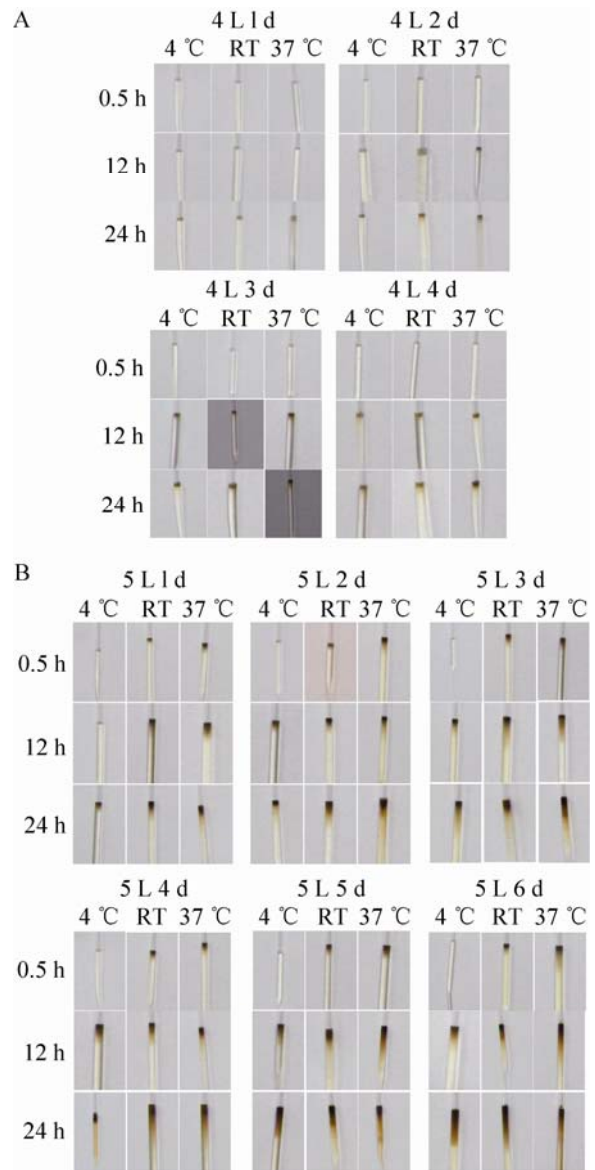 A
4 L 1 d 4 L 2 d
4 ℃ RT 37 ℃ 4 ℃ RT 37 ℃
0.5 h
12 h
24 h
4 L 3 d 4 L 4 d
4 ℃ RT 37 ℃ 4 ℃ RT 37 ℃
0.5 h
12 h
24 h
B
5 L 1 d 5 L 2 d 5 L 3 d
4 ℃ RT 37 ℃ 4 ℃ RT 37 ℃ 4 ℃ RT 37 ℃
0.5 h
12 h
24 h
5 L 4 d 5 L 5 d 5 L 6 d
4 ℃ RT 37 ℃ 4 ℃ RT 37 ℃ 4 ℃ RT 37 ℃
0.5 h
12 h
24 h